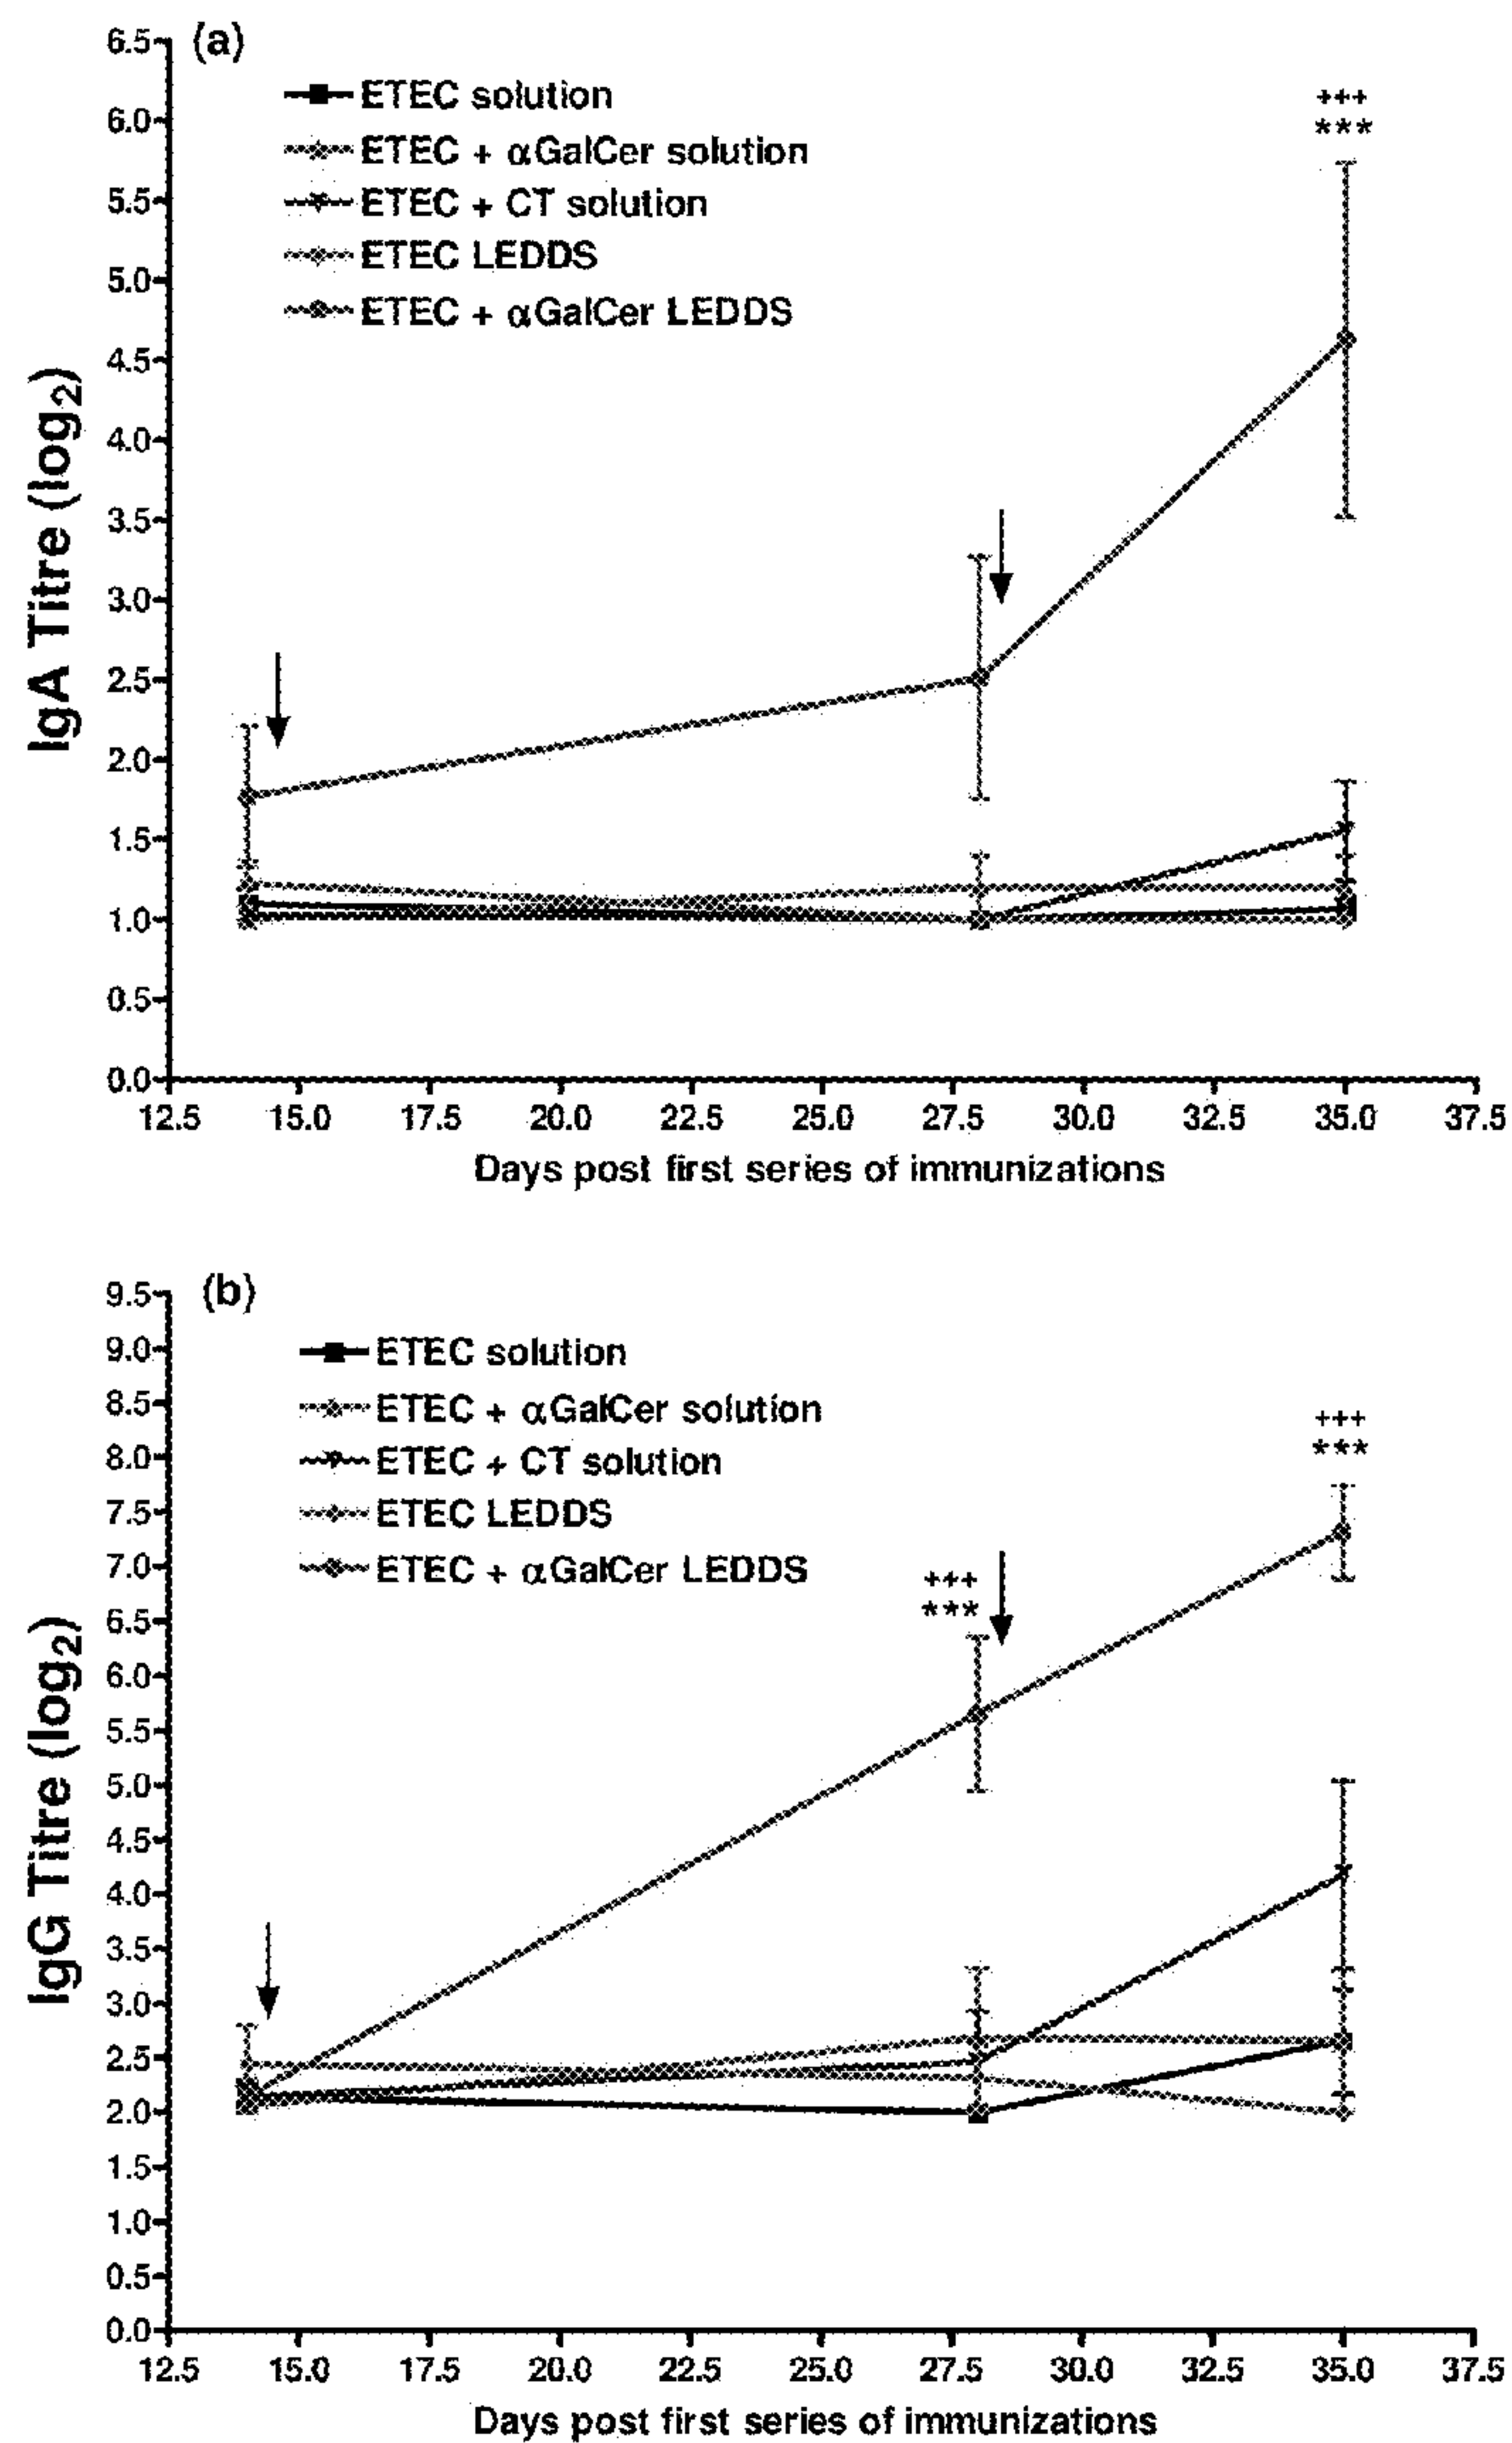 (a)
6.5
6.0
5.5
5.0
4.5
4.0
3.5
3.0
2.5
2.0
1.5
1.0
0.5
0.0
IgA Titre (log₂)
ETEC solution
ETEC + αGalCer solution
ETEC + CT solution
ETEC LEDDS
ETEC + αGalCer LEDDS
+++
***
12.5 15.0 17.5 20.0 22.5 25.0 27.5 30.0 32.5 35.0 37.5
Days post first series of immunizations
(b)
9.5
9.0
8.5
8.0
7.5
7.0
6.5
6.0
5.5
5.0
4.5
4.0
3.5
3.0
2.5
2.0
1.5
1.0
0.5
0.0
IgG Titre (log₂)
ETEC solution
ETEC + αGalCer solution
ETEC + CT solution
ETEC LEDDS
ETEC + αGalCer LEDDS
+++
***
+++
***
12.5 15.0 17.5 20.0 22.5 25.0 27.5 30.0 32.5 35.0 37.5
Days post first series of immunizations